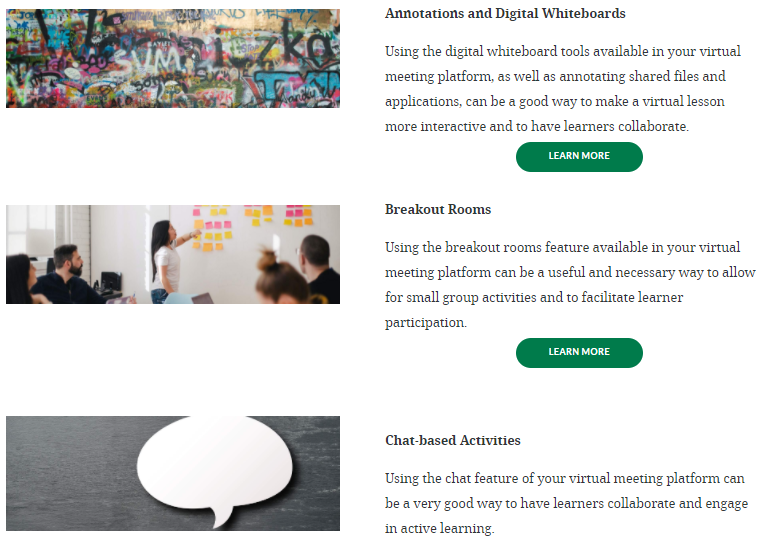 Annotations and Digital Whiteboards
Using the digital whiteboard tools available in your virtual
meeting platform, as well as annotating shared files and
applications, can be a good way to make a virtual lesson
more interactive and to have learners collaborate.
LEARN MORE
Breakout Rooms
Using the breakout rooms feature available in your virtual
meeting platform can be a useful and necessary way to allow
for small group activities and to facilitate learner
participation.
LEARN MORE
Chat-based Activities
Using the chat feature of your virtual meeting platform can
be a very good way to have learners collaborate and engage
in active learning.